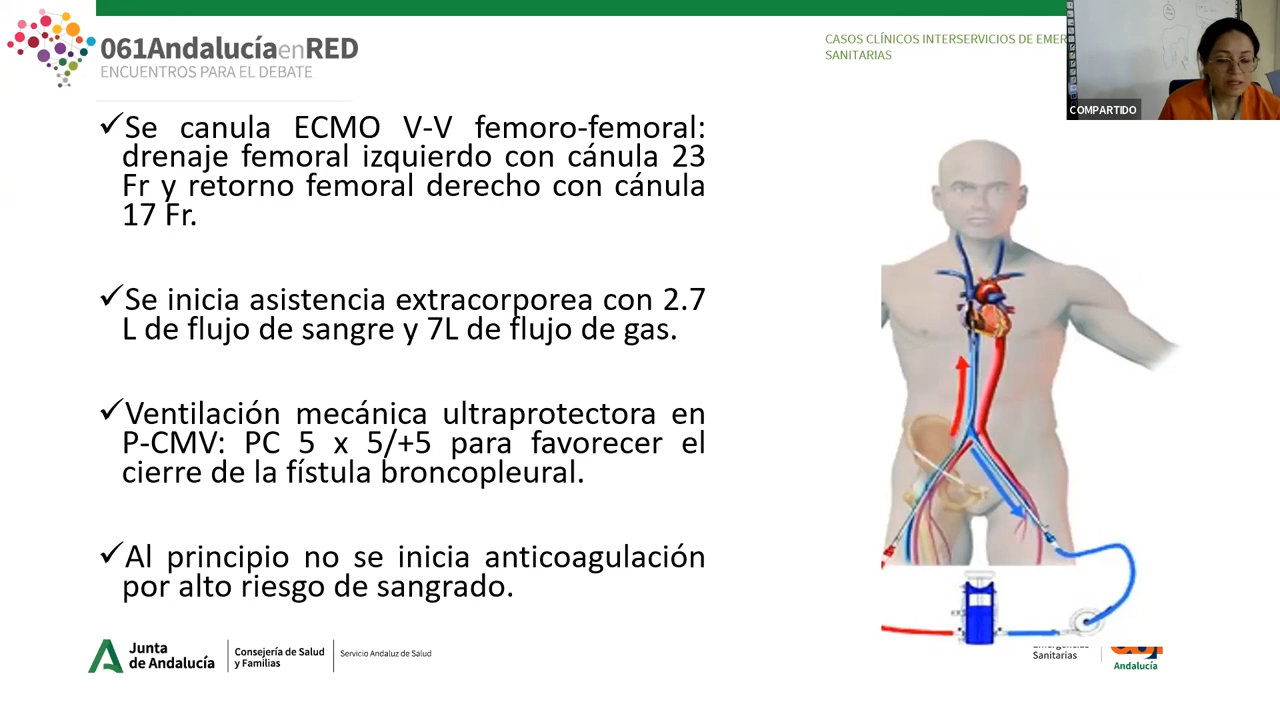 061AndalucíaenRED
ENCUENTROS PARA EL DEBATE
CASOS CLÍNICOS INTERSERVICIOS DE
SANITARIAS
COMPARTIDO
✓Se canula ECMO V-V femoro-femoral:
drenaje femoral izquierdo con cánula 23
Fr y retorno femoral derecho con cánula
17 Fr.
✓Se inicia asistencia extracorporea con 2.7
L de flujo de sangre y 7L de flujo de gas.
✓Ventilación mecánica ultraprotectora en
P-CMV: PC 5 x 5/+5 para favorecer el
cierre de la fístula broncopleural.
✓Al principio no se inicia anticoagulación
por alto riesgo de sangrado.
Junta
de Andalucía
Consejería de Salud
y Familias
Servicio Andaluz de Salud
Sanitarias
Andalucía